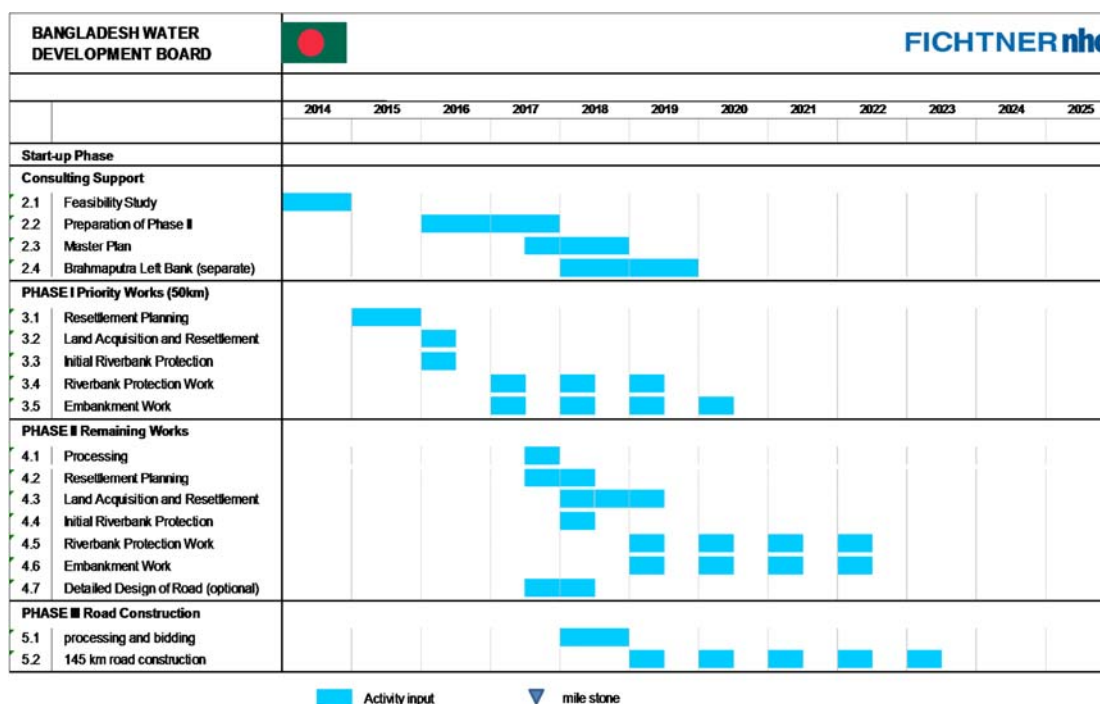 BANGLADESH WATER
DEVELOPMENT BOARD
FICHTNER nhc
2014 2015 2016 2017 2018 2019 2020 2021 2022 2023 2024 2025
Start-up Phase
Consulting Support
2.1 Feasibility Study
2.2 Preparation of Phase II
2.3 Master Plan
2.4 Brahmaputra Left Bank (separate)
PHASE I Priority Works (50km)
3.1 Resettlement Planning
3.2 Land Acquisition and Resettlement
3.3 Initial Riverbank Protection
3.4 Riverbank Protection Work
3.5 Embankment Work
PHASE II Remaining Works
4.1 Processing
4.2 Resettlement Planning
4.3 Land Acquisition and Resettlement
4.4 Initial Riverbank Protection
4.5 Riverbank Protection Work
4.6 Embankment Work
4.7 Detailed Design of Road (optional)
PHASE III Road Construction
5.1 processing and bidding
5.2 145 km road construction
Activity input mile stone